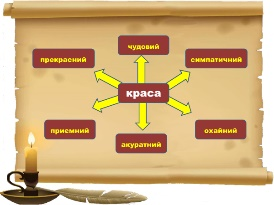 чудовий
прекрасний
симпатичний
краса
приємний
охайний
акуратний